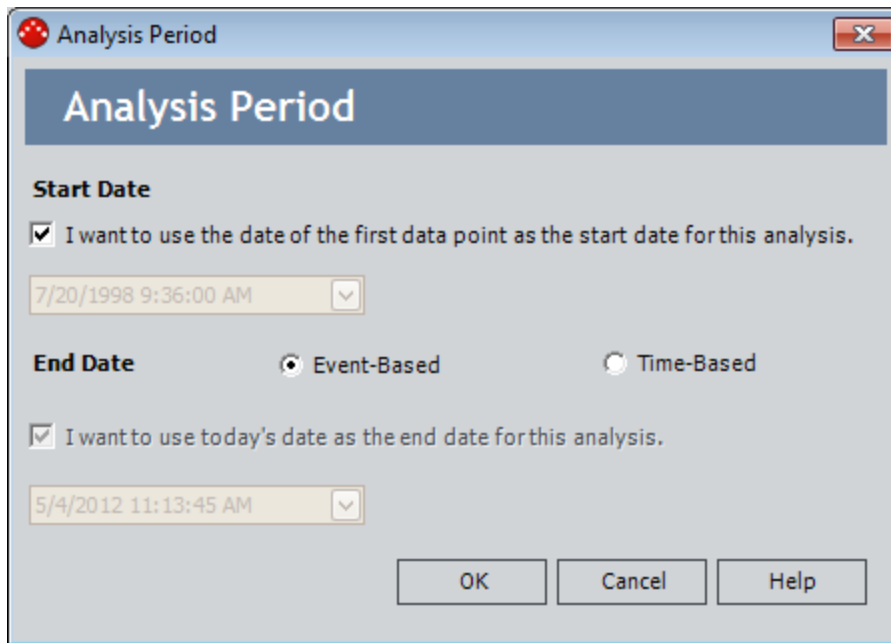 Analysis Period
Analysis Period
Start Date
I want to use the date of the first data point as the start date for this analysis.
7/20/1998 9:36:00 AM
End Date Event-Based Time-Based
I want to use today's date as the end date for this analysis.
5/4/2012 11:13:45 AM
OK Cancel Help